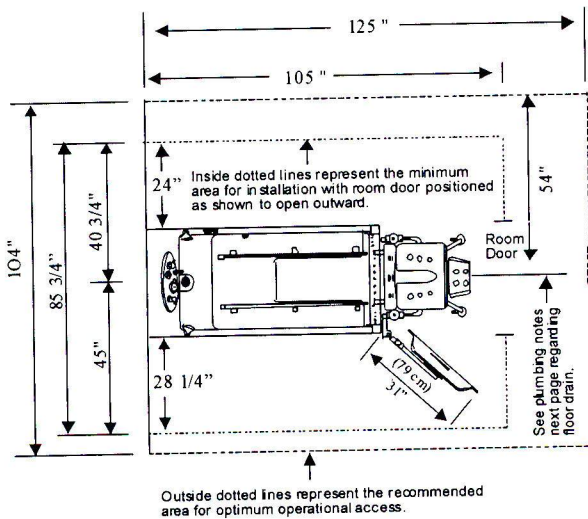 125 "
105 "
24"
Inside dotted lines represent the minimum
area for installation with room door positioned
as shown to open outward.
54"
104"
85 3/4"
40 3/4"
45"
Room
Door
28 1/4"
(79 cm)
31"
See plumbing notes
next page regarding
floor drain.
Outside dotted lines represent the recommended
area for optimum operational access.